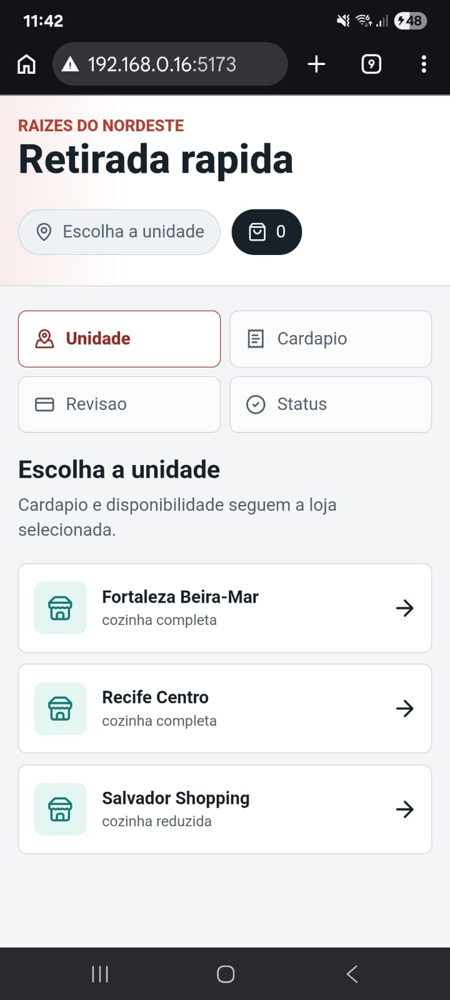 11:42
48
192.168.0.16:5173
9
RAIZES DO NORDESTE
Retirada rapida
Escolha a unidade
0
Unidade
Cardapio
Revisao
Status
Escolha a unidade
Cardapio e disponibilidade seguem a loja
selecionada.
Fortaleza Beira-Mar
cozinha completa
Recife Centro
cozinha completa
Salvador Shopping
cozinha reduzida